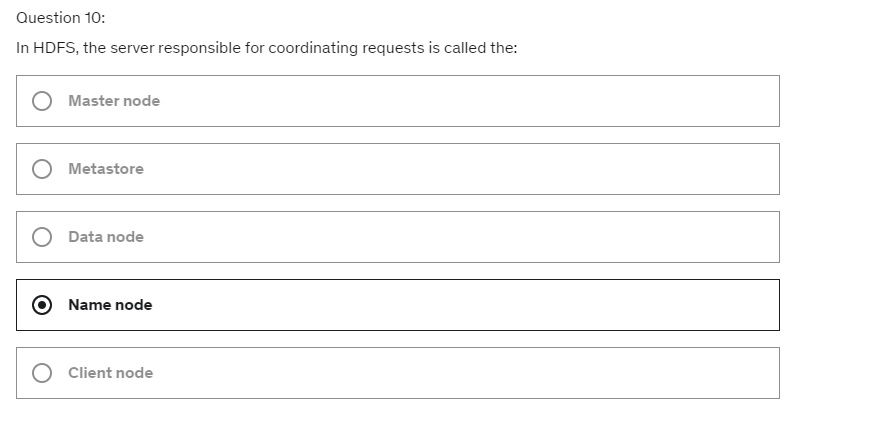 Question 10:
In HDFS, the server responsible for coordinating requests is called the:
Master node
Metastore
Data node
Name node
Client node